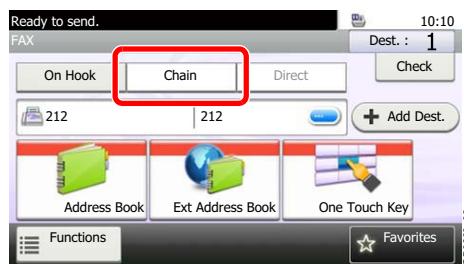 Ready to send. 10:10
FAX Dest. : 1
On Hook Chain Direct Check
212 212 Add Dest.
Address Book Ext Address Book One Touch Key
Functions Favorites